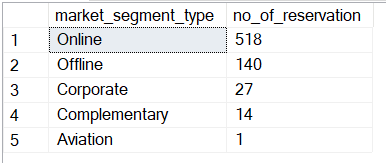 market_segment_type no_of_reservation
1 Online 518
2 Offline 140
3 Corporate 27
4 Complementary 14
5 Aviation 1